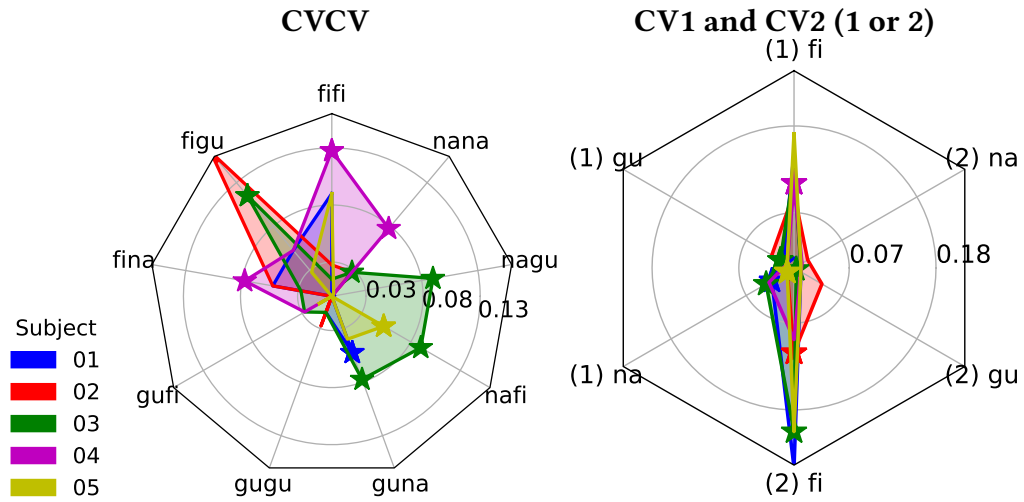 CVCV
CV1 and CV2 (1 or 2)
fifi
figu
nana
fina
nagu
0.03
0.08
0.13
gufi
nafi
gugu
guna
Subject
01
02
03
04
05
(1) fi
(1) gu
(2) na
0.07
0.18
(1) na
(2) gu
(2) fi